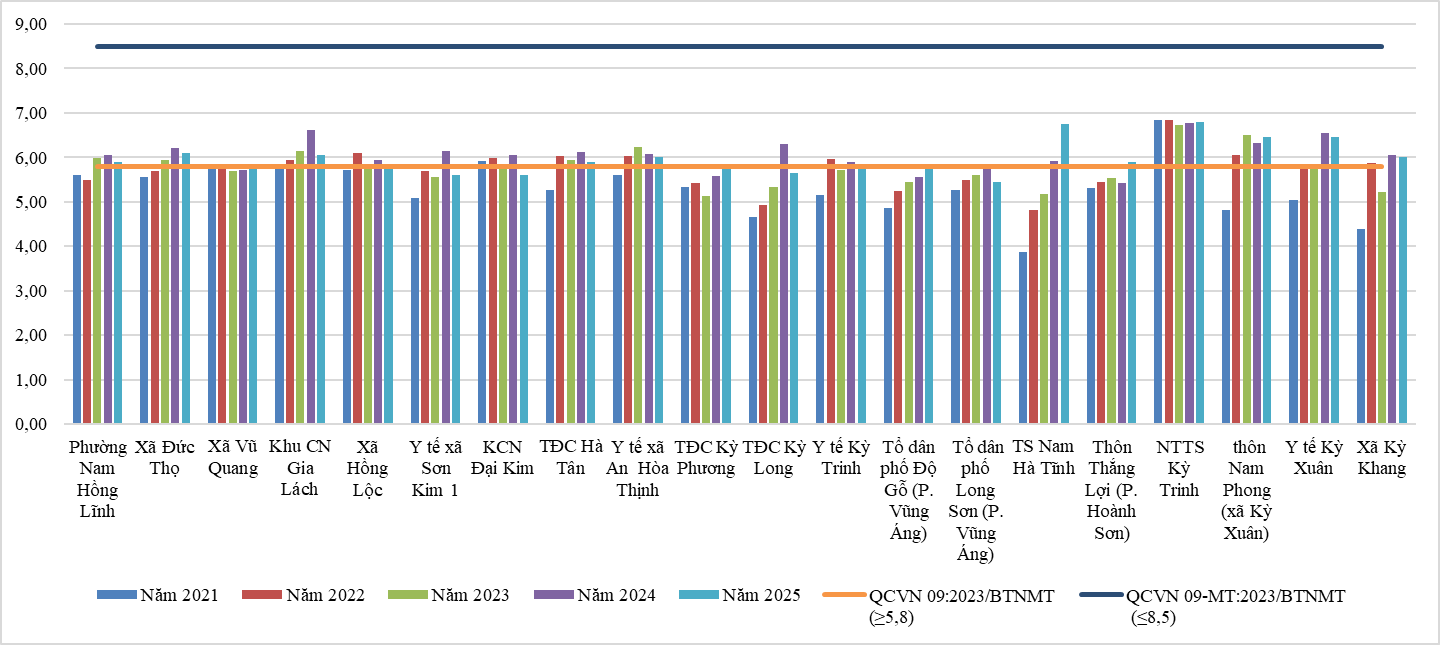 9,00
8,00
7,00
6,00
5,00
4,00
3,00
2,00
1,00
0,00
Phường
Nam
Hồng
Lĩnh
Xã Đức
Thọ
Xã Vũ
Quang
Khu CN
Gia
Lách
Xã
Hồng
Lộc
Y tế xã
Sơn
Kim 1
KCN
Đại Kim
TĐC Hà
Tân
Y tế xã
An Hòa
Thịnh
TĐC Kỳ
Phương
TĐC Kỳ
Long
Y tế Kỳ
Trinh
Tổ dân
phố Độ
Gỗ (P.
Vũng
Áng)
Tổ dân
phố
Long
Sơn (P.
Vũng
Áng)
TS Nam
Hà Tĩnh
Thôn
Thắng
Lợi (P.
Hoành
Sơn)
NTTS
Kỳ
Trinh
thôn
Nam
Phong
(xã Kỳ
Xuân)
Y tế Kỳ
Xuân
Xã Kỳ
Khang
Năm 2021
Năm 2022
Năm 2023
Năm 2024
Năm 2025
QCVN 09:2023/BTNMT
(≥5,8)
QCVN 09-MT:2023/BTNMT
(≤8,5)